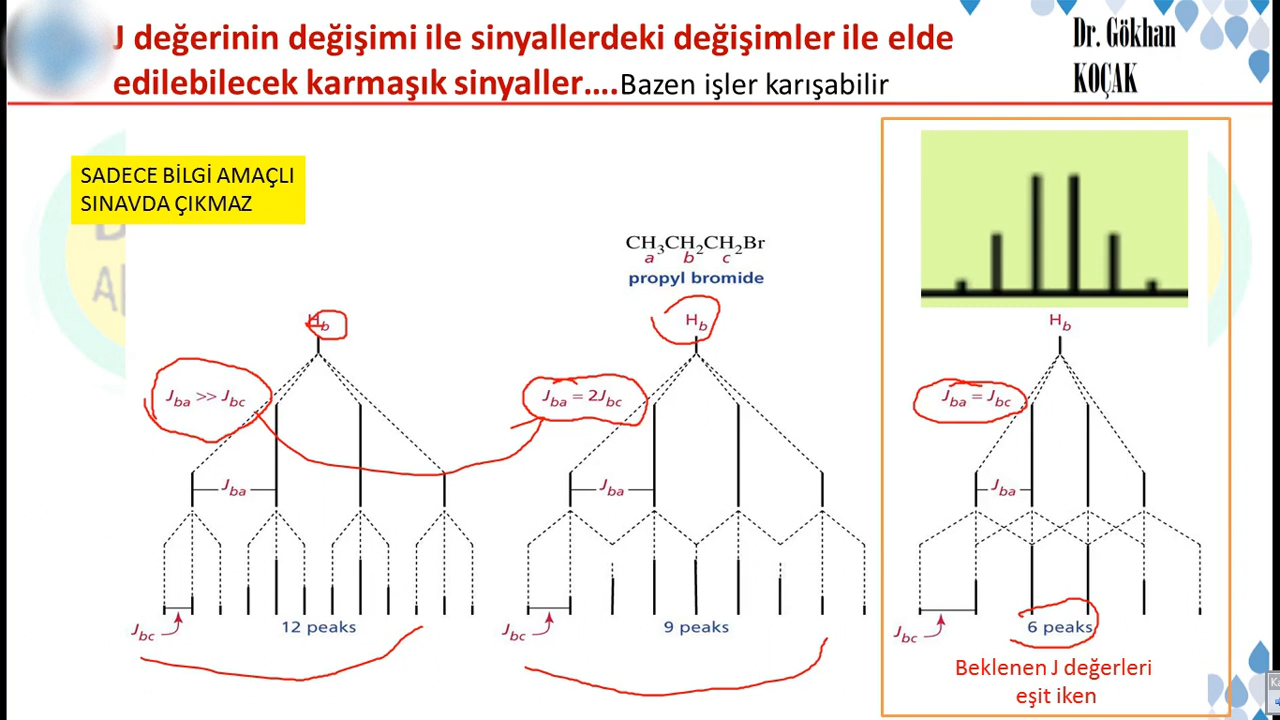 J değerinin değişimi ile sinyallerdeki değişimler ile elde
edilebilecek karmaşık sinyaller....Bazen işler karışabilir
Dr. Gökhan
KOÇAK
SADECE BİLGİ AMAÇLI
SINAVDA ÇIKMAZ
CH3CH2CH2Br
a b c
propyl bromide
Hb
Jba >> Jbc
Jba
Jbc
12 peaks
Hb
Jba = 2Jbc
Jba
Jbc
9 peaks
Hb
Jba = Jbc
Jba
Jbc
6 peaks
Beklenen J değerleri
eşit iken